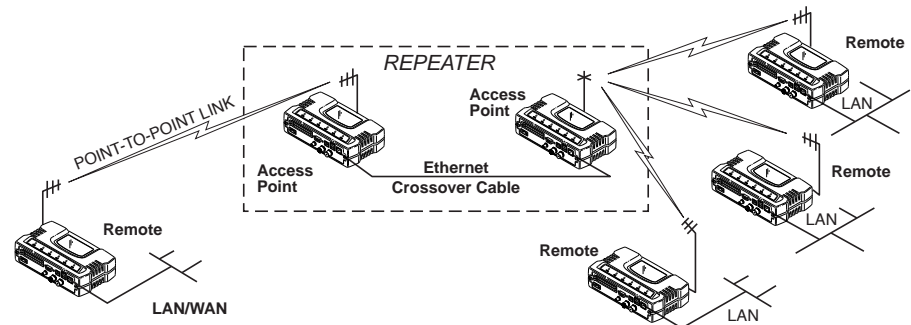 REPEATER
Remote
Access
Point
LAN
POINT-TO-POINT LINK
Access
Point
Ethernet
Crossover Cable
Remote
LAN
Remote
LAN/WAN
Remote
LAN